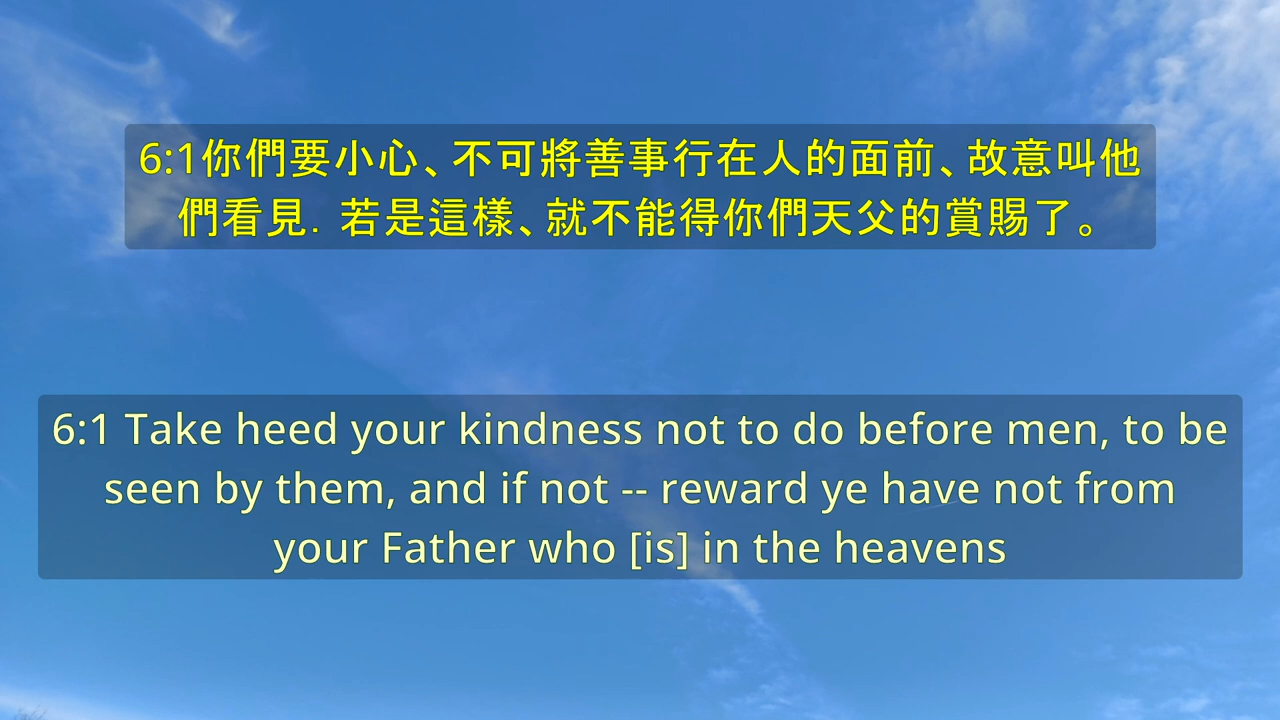 6:1你們要小心、不可將善事行在人的面前、故意叫他
們看見. 若是這樣、就不能得你們天父的賞賜了。
6:1 Take heed your kindness not to do before men, to be
seen by them, and if not -- reward ye have not from
your Father who [is] in the heavens